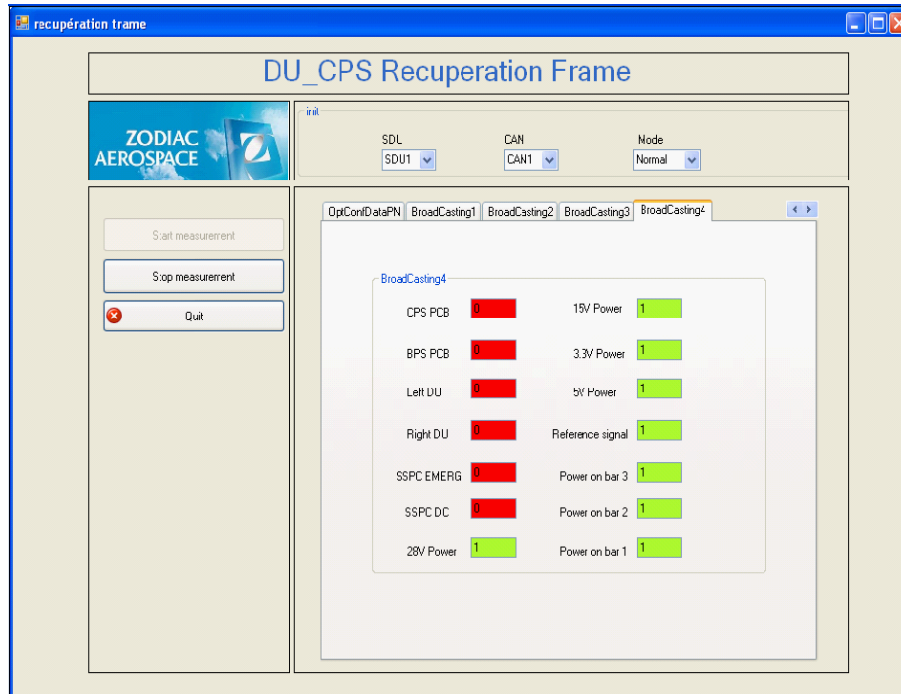 recupération trame
DU_CPS Recuperation Frame
ZODIAC
AEROSPACE
init
SDL CAN Mode
SDU1 CAN1 Normal
Start measurement
Stop measurement
Quit
OptConfDataPN BroadCasting1 BroadCasting2 BroadCasting3 BroadCasting4
BroadCasting4
CPS PCB 0 15V Power 1
BPS PCB 0 3.3V Power 1
Left DU 0 5V Power 1
Right DU 0 Reference signal 1
SSPC EMERG 0 Power on bar 3 1
SSPC DC 0 Power on bar 2 1
28V Power 1 Power on bar 1 1